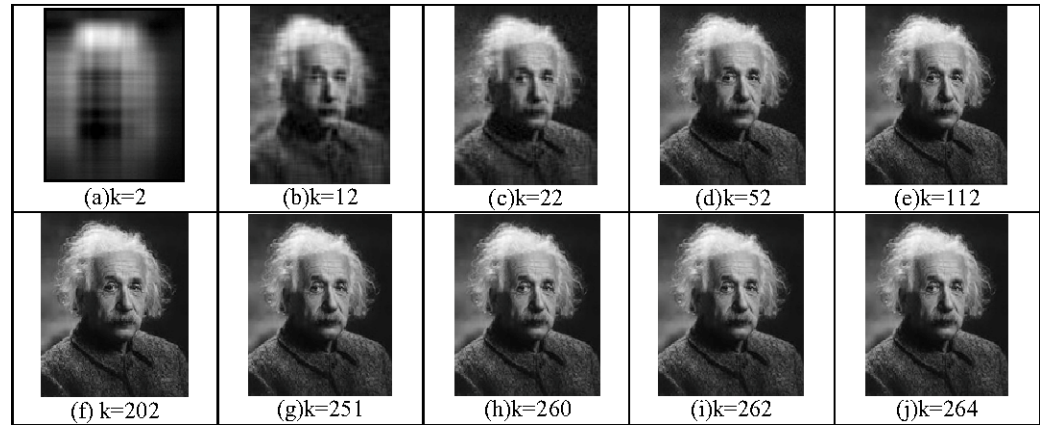 (a)k=2
(b)k=12
(c)k=22
(d)k=52
(e)k=112
(f) k=202
(g)k=251
(h)k=260
(i)k=262
(j)k=264